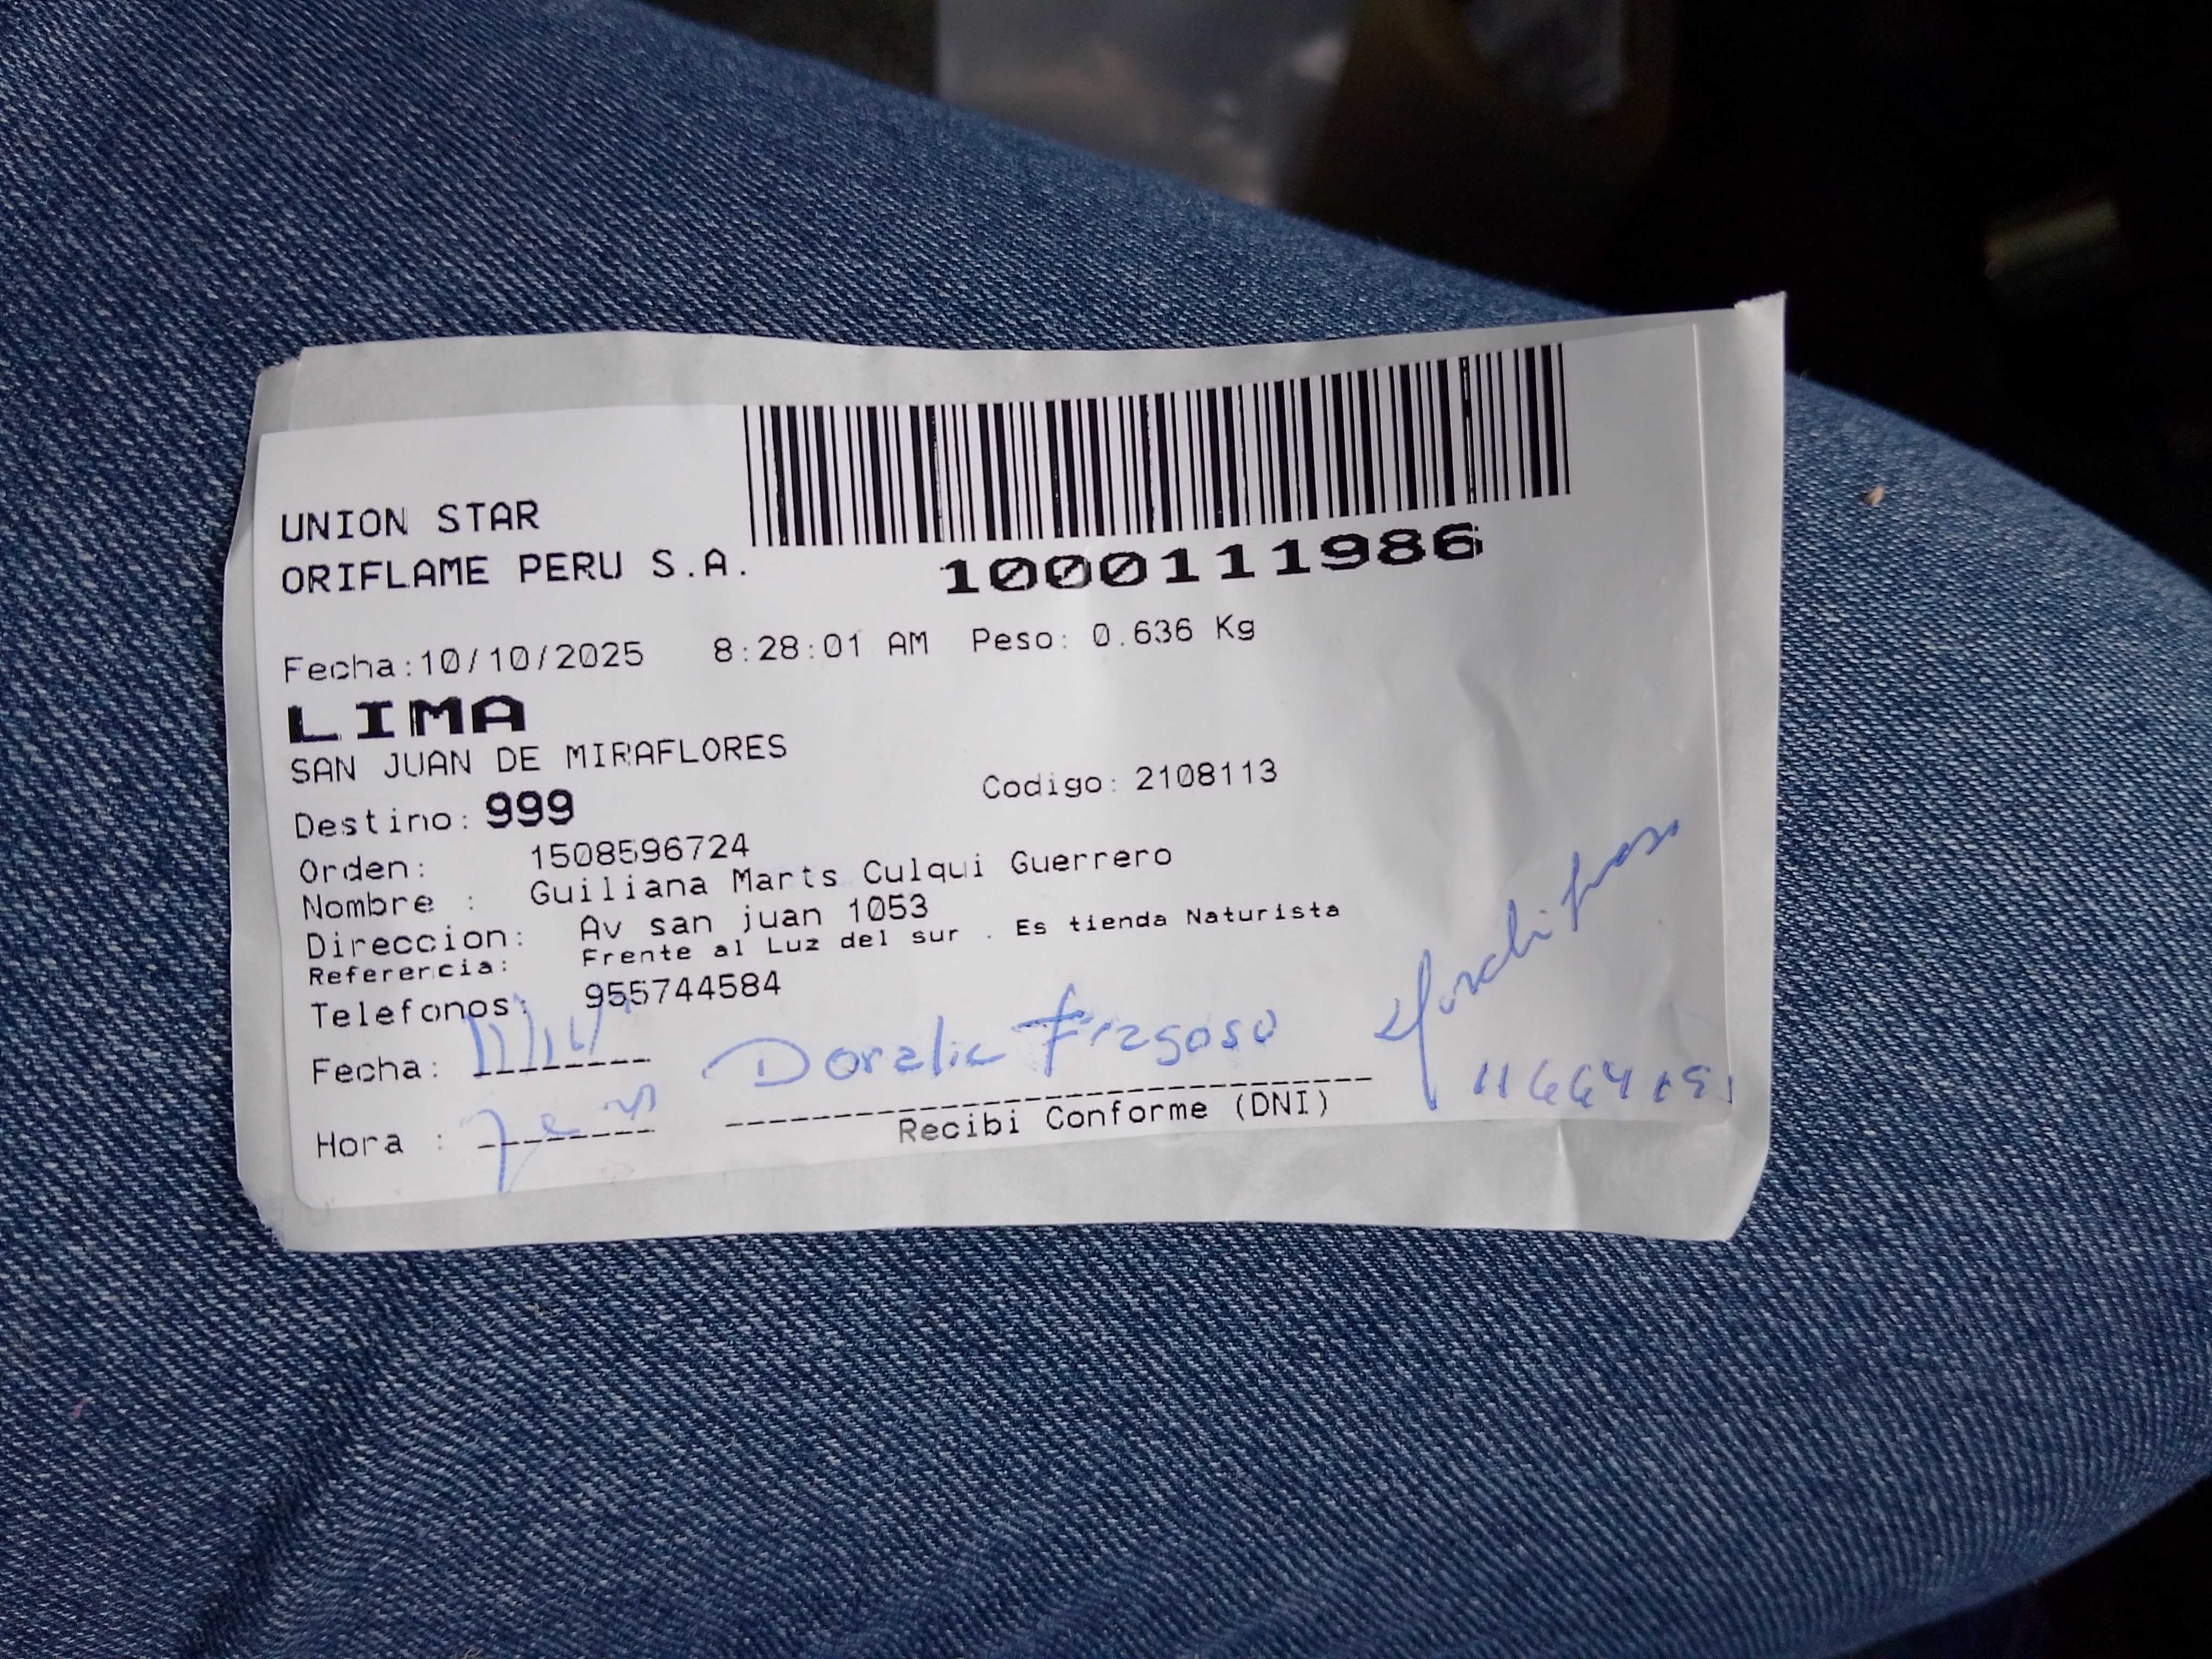 UNION STAR
ORIFLAME PERU S.A.
1000111986
Fecha:10/10/2025 8:28:01 AM Peso: 0.636 Kg
LIMA
SAN JUAN DE MIRAFLORES
Destino: 999 Codigo: 2108113
Orden: 1508596724
Nombre : Guiliana Marts Culqui Guerrero
Direccion: Av san juan 1053
Referencia: Frente al Luz del sur . Es tienda Naturista
Telefonos: 955744584
Fecha: Doralic Fragoso
Hora :
Recibi Conforme (DNI)